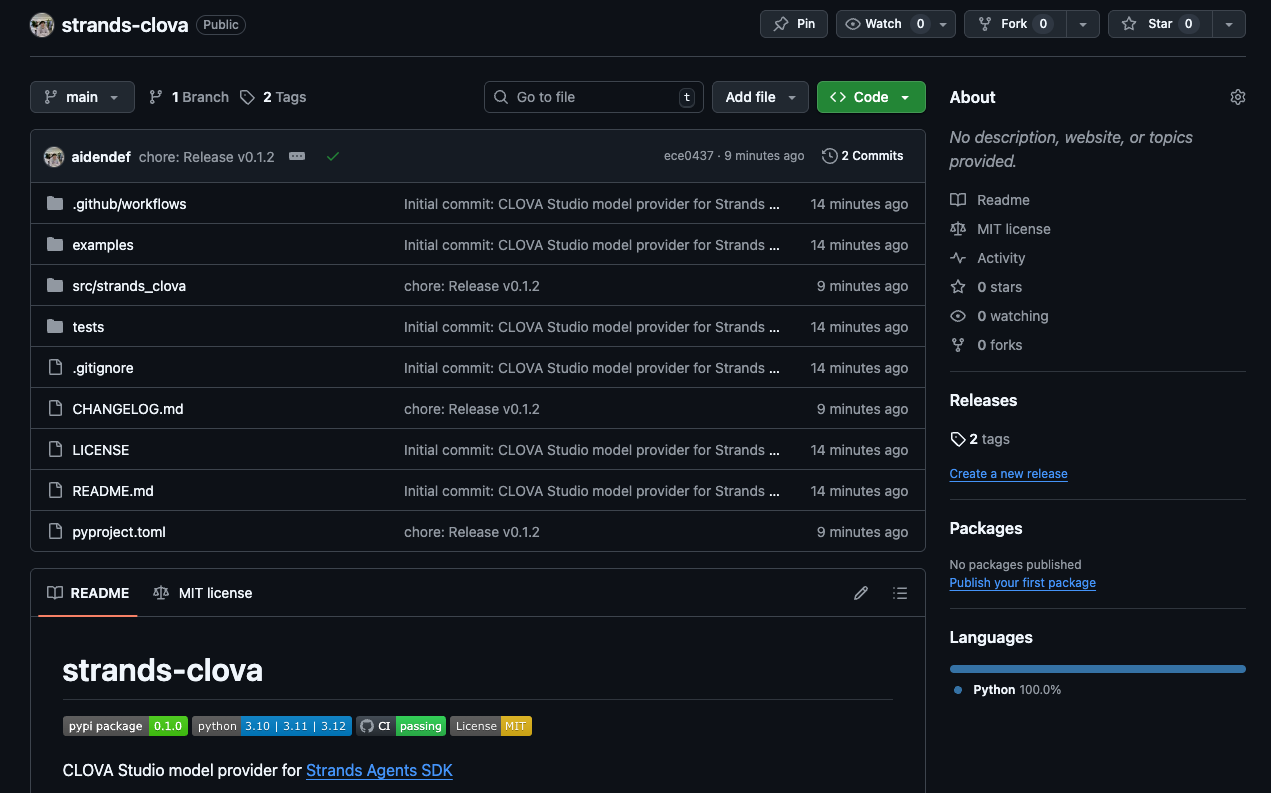 strands-clova Public Pin Watch 0 Fork 0 Star 0
main 1 Branch 2 Tags Go to file t Add file Code
aidendef chore: Release v0.1.2 ece0437 · 9 minutes ago 2 Commits
.github/workflows Initial commit: CLOVA Studio model provider for Strands ... 14 minutes ago
examples Initial commit: CLOVA Studio model provider for Strands ... 14 minutes ago
src/strands_clova chore: Release v0.1.2 9 minutes ago
tests Initial commit: CLOVA Studio model provider for Strands ... 14 minutes ago
.gitignore Initial commit: CLOVA Studio model provider for Strands ... 14 minutes ago
CHANGELOG.md chore: Release v0.1.2 9 minutes ago
LICENSE Initial commit: CLOVA Studio model provider for Strands ... 14 minutes ago
README.md Initial commit: CLOVA Studio model provider for Strands ... 14 minutes ago
pyproject.toml chore: Release v0.1.2 9 minutes ago
README MIT license
strands-clova
pypi package 0.1.0 python 3.10 | 3.11 | 3.12 CI passing License MIT
CLOVA Studio model provider for Strands Agents SDK
About
No description, website, or topics
provided.
Readme
MIT license
Activity
0 stars
0 watching
0 forks
Releases
2 tags
Create a new release
Packages
No packages published
Publish your first package
Languages
Python 100.0%